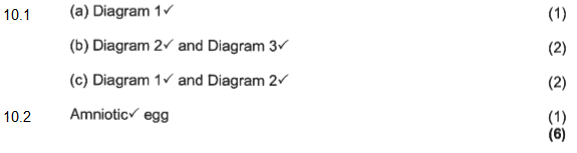 10.1 (a) Diagram 1✓ (1)
(b) Diagram 2✓ and Diagram 3✓ (2)
(c) Diagram 1✓ and Diagram 2✓ (2)
10.2 Amniotic✓ egg (1)
(6)